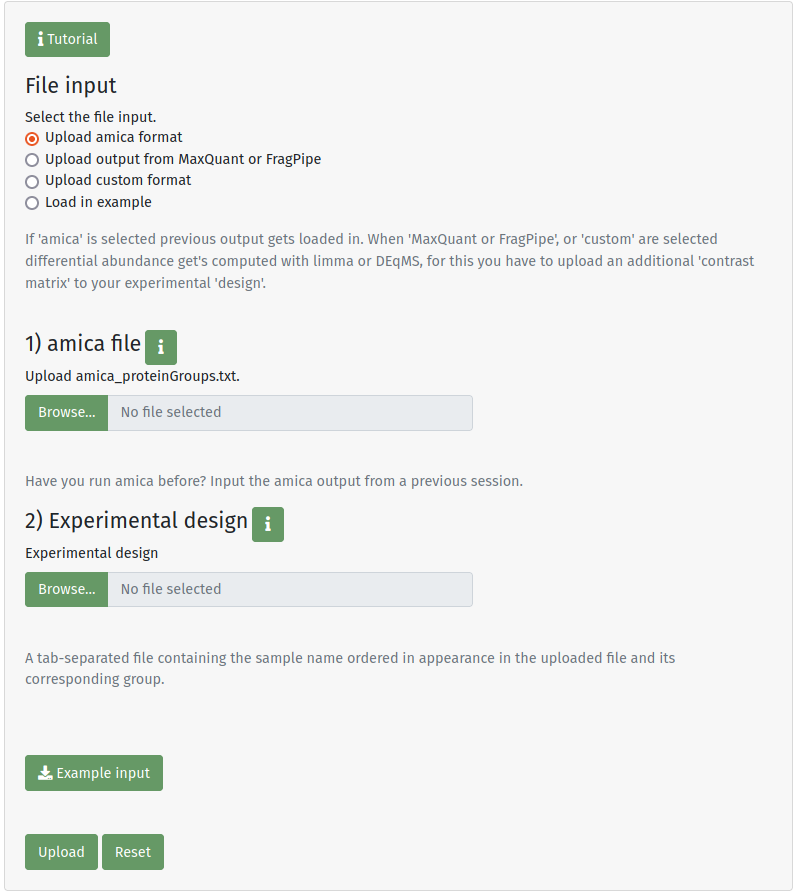 Tutorial
File input
Select the file input.
Upload amica format
Upload output from MaxQuant or FragPipe
Upload custom format
Load in example
If 'amica' is selected previous output gets loaded in. When 'MaxQuant or FragPipe', or 'custom' are selected
differential abundance get's computed with limma or DEqMS, for this you have to upload an additional 'contrast
matrix' to your experimental 'design'.
1) amica file
Upload amica_proteinGroups.txt.
Browse... No file selected
Have you run amica before? Input the amica output from a previous session.
2) Experimental design
Experimental design
Browse... No file selected
A tab-separated file containing the sample name ordered in appearance in the uploaded file and its
corresponding group.
Example input
Upload Reset